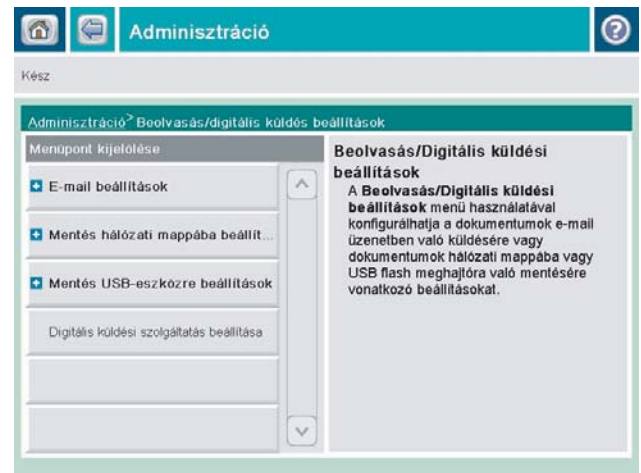 Adminisztráció
Kész
Adminisztráció> Beolvasás/digitális küldés beállítások
Menüpont kijelölése
E-mail beállítások
Mentés hálózati mappába beállít...
Mentés USB-eszközre beállítások
Digitális küldési szolgáltatás beállítása
Beolvasás/Digitális küldési
beállítások
A Beolvasás/Digitális küldési
beállítások menü használatával
konfigurálhatja a dokumentumok e-mail
üzenetben való küldésére vagy
dokumentumok hálózati mappába vagy
USB flash meghajtóra való mentésére
vonatkozó beállításokat.